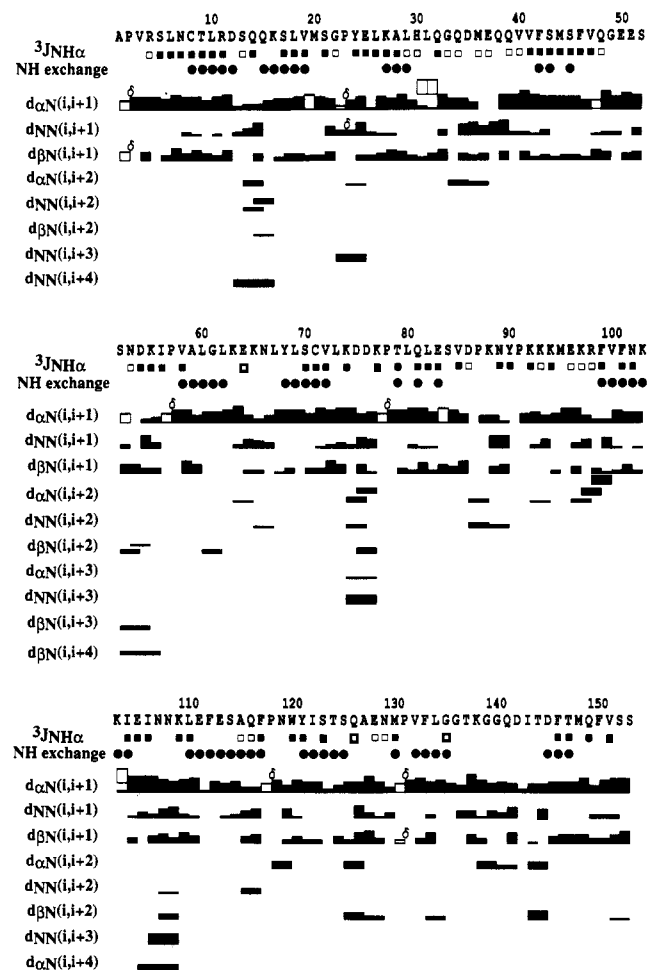 10 20 30 40 50
APVRSLNCTLRDSQQKSLVMSGPYELKALHLQGQDMEQQVVFSMSFVQGEES
3JNHα
NH exchange
δ δ
dαN(i,i+1)
dNN(i,i+1) δ
dβN(i,i+1) δ
dαN(i,i+2)
dNN(i,i+2)
dβN(i,i+2)
dNN(i,i+3)
dNN(i,i+4)
60 70 80 90 100
SNDKIPVALGLKEKNLYLSCVLKDDKPTLQLESVDPKNYPKKKMEKRFVFNK
3JNHα
NH exchange
δ δ
dαN(i,i+1)
dNN(i,i+1)
dβN(i,i+1)
dαN(i,i+2)
dNN(i,i+2)
dβN(i,i+2)
dαN(i,i+3)
dNN(i,i+3)
dβN(i,i+3)
dβN(i,i+4)
110 120 130 140 150
KIEINNKLEFESAQFPNWYISTSQAENMPVFLGGTKGGQDITDFTMQFVSS
3JNHα
NH exchange
δ δ
dαN(i,i+1)
dNN(i,i+1)
dβN(i,i+1) δ
dαN(i,i+2)
dNN(i,i+2)
dβN(i,i+2)
dNN(i,i+3)
dαN(i,i+4)